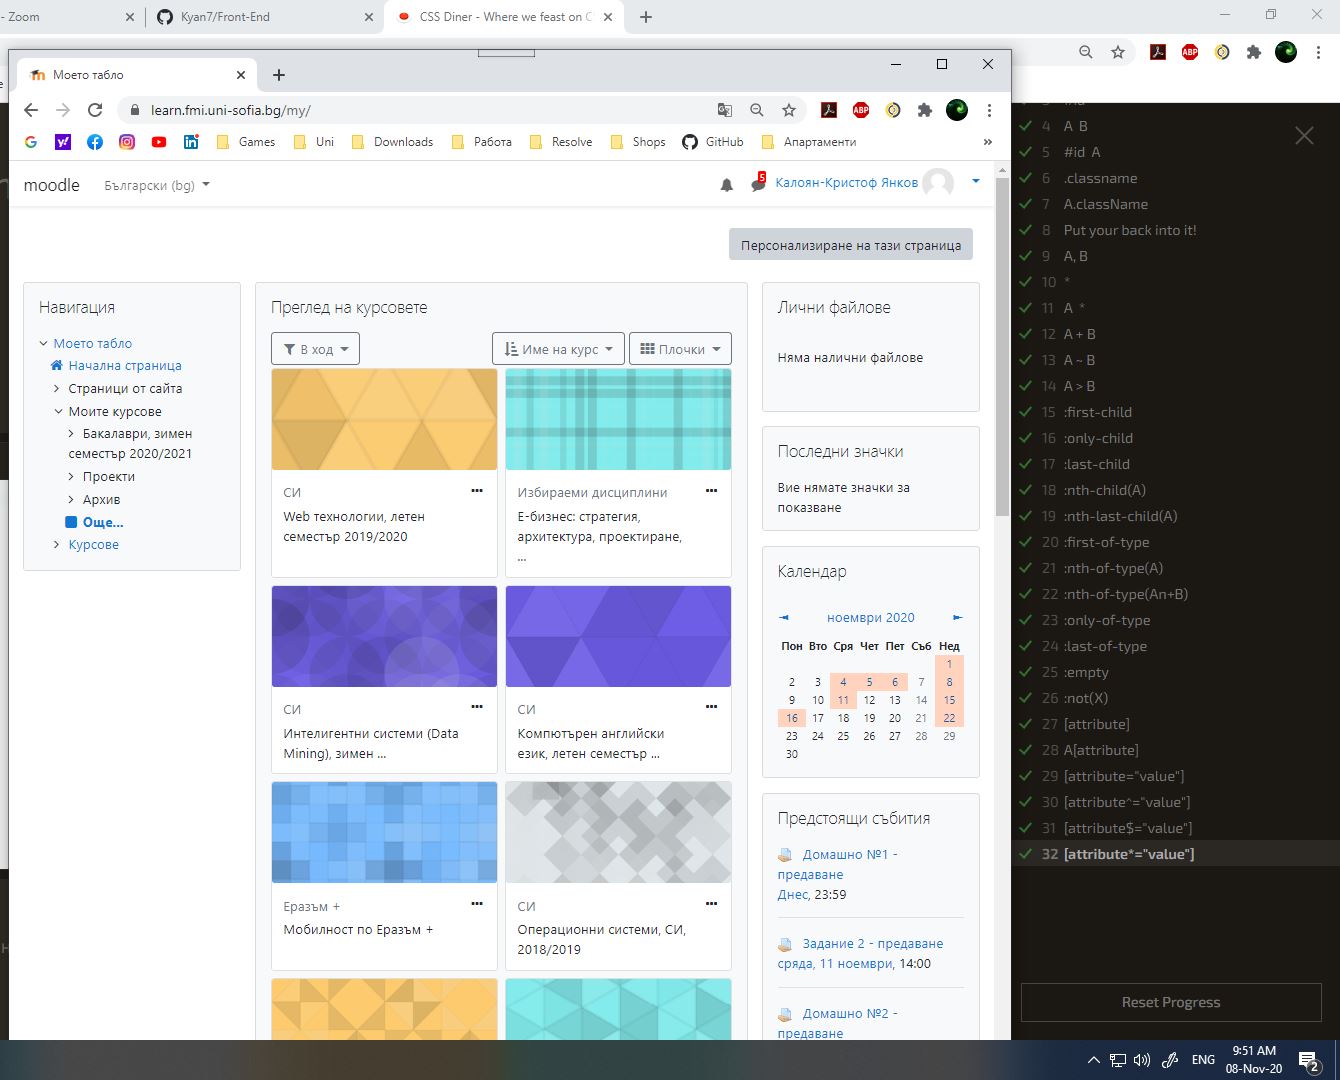 - Zoom
Kyan7/Front-End
CSS Diner - Where we feast on C
Моето табло
learn.fmi.uni-sofia.bg/my/
Games
Uni
Downloads
Работа
Resolve
Shops
GitHub
Апартаменти
»
moodle
Български (bg)
5
Калоян-Кристоф Янков
Персонализиране на тази страница
Навигация
Моето табло
Начална страница
Страници от сайта
Моите курсове
Бакалаври, зимен
семестър 2020/2021
Проекти
Архив
Още...
Курсове
Преглед на курсовете
В ход
Име на курс
Плочки
СИ
Web технологии, летен
семестър 2019/2020
Избираеми дисциплини
Е-бизнес: стратегия,
архитектура, проектиране,
...
СИ
Интелигентни системи (Data
Mining), зимен ...
СИ
Компютърен английски
език, летен семестър ...
Еразъм +
Мобилност по Еразъм +
СИ
Операционни системи, СИ,
2018/2019
Лични файлове
Няма налични файлове
Последни значки
Вие нямате значки за
показване
Календар
◄ ноември 2020 ►
Пон Вто Сря Чет Пет Съб Нед
1
2 3 4 5 6 7 8
9 10 11 12 13 14 15
16 17 18 19 20 21 22
23 24 25 26 27 28 29
30
Предстоящи събития
Домашно №1 -
предаване
Днес, 23:59
Задание 2 - предаване
сряда, 11 ноември, 14:00
Домашно №2 -
предаване
4 A B
5 #id A
6 .classname
7 A.className
8 Put your back into it!
9 A, B
10 *
11 A *
12 A + B
13 A ~ B
14 A > B
15 :first-child
16 :only-child
17 :last-child
18 :nth-child(A)
19 :nth-last-child(A)
20 :first-of-type
21 :nth-of-type(A)
22 :nth-of-type(An+B)
23 :only-of-type
24 :last-of-type
25 :empty
26 :not(X)
27 [attribute]
28 A[attribute]
29 [attribute="value"]
30 [attribute^="value"]
31 [attribute$="value"]
32 [attribute*="value"]
Reset Progress
ENG
9:51 AM
08-Nov-20
2